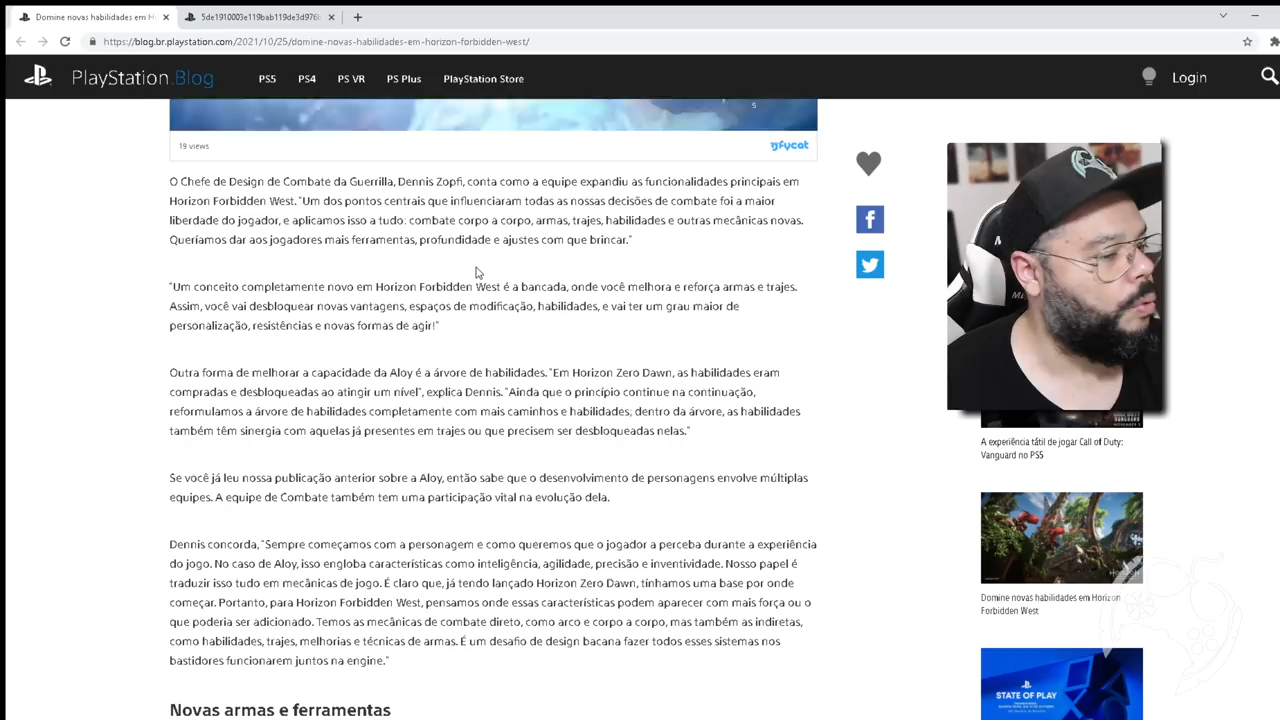 Domine novas habilidades em H
5de1910003e119bab119de3d976b
https://blog.br.playstation.com/2021/10/25/domine-novas-habilidades-em-horizon-forbidden-west/
PlayStation.Blog
PS5
PS4
PS VR
PS Plus
PlayStation Store
Login
5
19 views
gfycat
O Chefe de Design de Combate da Guerrilla, Dennis Zopfi, conta como a equipe expandiu as funcionalidades principais em
Horizon Forbidden West. "Um dos pontos centrais que influenciaram todas as nossas decisões de combate foi a maior
liberdade do jogador, e aplicamos isso a tudo: combate corpo a corpo, armas, trajes, habilidades e outras mecânicas novas.
Queríamos dar aos jogadores mais ferramentas, profundidade e ajustes com que brincar."
"Um conceito completamente novo em Horizon Forbidden West é a bancada, onde você melhora e reforça armas e trajes.
Assim, você vai desbloquear novas vantagens, espaços de modificação, habilidades, e vai ter um grau maior de
personalização, resistências e novas formas de agir!"
Outra forma de melhorar a capacidade da Aloy é a árvore de habilidades. "Em Horizon Zero Dawn, as habilidades eram
compradas e desbloqueadas ao atingir um nível", explica Dennis. "Ainda que o princípio continue na continuação,
reformulamos a árvore de habilidades completamente com mais caminhos e habilidades; dentro da árvore, as habilidades
também têm sinergia com aquelas já presentes em trajes ou que precisem ser desbloqueadas nelas."
Se você já leu nossa publicação anterior sobre a Aloy, então sabe que o desenvolvimento de personagens envolve múltiplas
equipes. A equipe de Combate também tem uma participação vital na evolução dela.
Dennis concorda, "Sempre começamos com a personagem e como queremos que o jogador a perceba durante a experiência
do jogo. No caso de Aloy, isso engloba características como inteligência, agilidade, precisão e inventividade. Nosso papel é
traduzir isso tudo em mecânicas de jogo. É claro que, já tendo lançado Horizon Zero Dawn, tínhamos uma base por onde
começar. Portanto, para Horizon Forbidden West, pensamos onde essas características podem aparecer com mais força ou o
que poderia ser adicionado. Temos as mecânicas de combate direto, como arco e corpo a corpo, mas também as indiretas,
como habilidades, trajes, melhorias e técnicas de armas. É um desafio de design bacana fazer todos esses sistemas nos
bastidores funcionarem juntos na engine."
Novas armas e ferramentas
A experiência tátil de jogar Call of Duty:
Vanguard no PS5
HORIZON
Domine novas habilidades em Horizon
Forbidden West
STATE OF PLAY